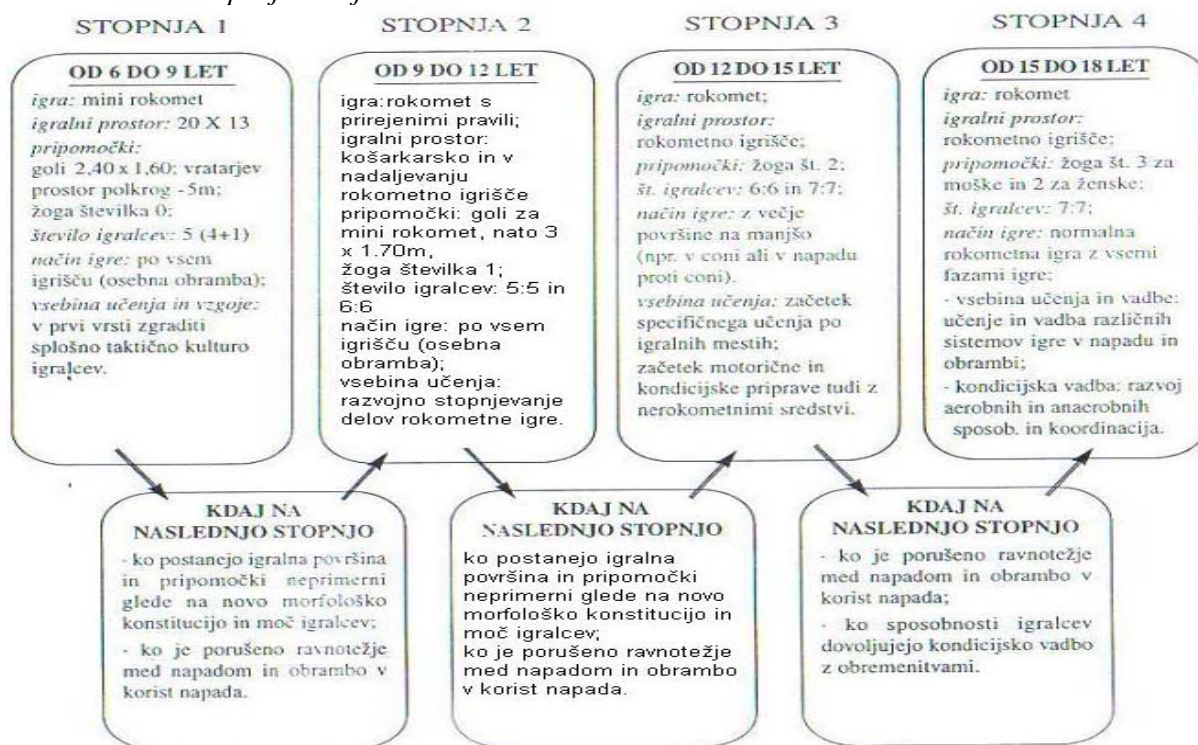 STOPNJA 1
OD 6 DO 9 LET
igra: mini rokomet
igralni prostor: 20 X 13
pripomočki:
goli 2,40 x 1,60; vratarjev
prostor polkrog -5m;
žoga številka 0;
število igralcev: 5 (4+1)
način igre: po vsem
igrišču (osebna obramba);
vsebina učenja in vzgoje:
v prvi vrsti zgraditi
splošno taktično kulturo
igralcev.
STOPNJA 2
OD 9 DO 12 LET
igra:rokomet s
prirejenimi pravili;
igralni prostor:
košarkarsko in v
nadaljevanju
rokometno igrišče
pripomočki: goli za
mini rokomet, nato 3
x 1.70m,
žoga številka 1;
število igralcev: 5:5 in
6:6
način igre: po vsem
igrišču (osebna
obramba);
vsebina učenja:
razvojno stopnjevanje
delov rokometne igre.
STOPNJA 3
OD 12 DO 15 LET
igra: rokomet;
igralni prostor:
rokometno igrišče;
pripomočki: žoga št. 2;
št. igralcev: 6:6 in 7:7;
način igre: z večje
površine na manjšo
(npr. v coni ali v napadu
proti coni).
vsebina učenja: začetek
specifičnega učenja po
igralnih mestih;
začetek motorične in
kondicijske priprave tudi z
nerokometnimi sredstvi.
STOPNJA 4
OD 15 DO 18 LET
igra: rokomet
igralni prostor:
rokometno igrišče;
pripomočki: žoga št. 3 za
moške in 2 za ženske;
št. igralcev: 7:7;
način igre: normalna
rokometna igra z vsemi
fazami igre;
- vsebina učenja in vadbe:
učenje in vadba različnih
sistemov igre v napadu in
obrambi;
- kondicijska vadba: razvoj
aerobnih in anaerobnih
sposob. in koordinacija.
KDAJ NA
NASLEDNJO STOPNJO
- ko postanejo igralna površina
in pripomočki neprimerni
glede na novo morfološko
konstitucijo in moč igralcev;
- ko je porušeno ravnotežje
med napadom in obrambo v
korist napada.
KDAJ NA
NASLEDNJO STOPNJO
ko postanejo igralna
površina in pripomočki
neprimerni glede na novo
morfološko konstitucijo in
moč igralcev;
ko je porušeno ravnotežje
med napadom in obrambo
v korist napada.
KDAJ NA
NASLEDNJO STOPNJO
- ko je porušeno ravnotežje
med napadom in obrambo v
korist napada;
- ko sposobnosti igralcev
dovoljujejo kondicijsko vadbo
z obremenitvami.